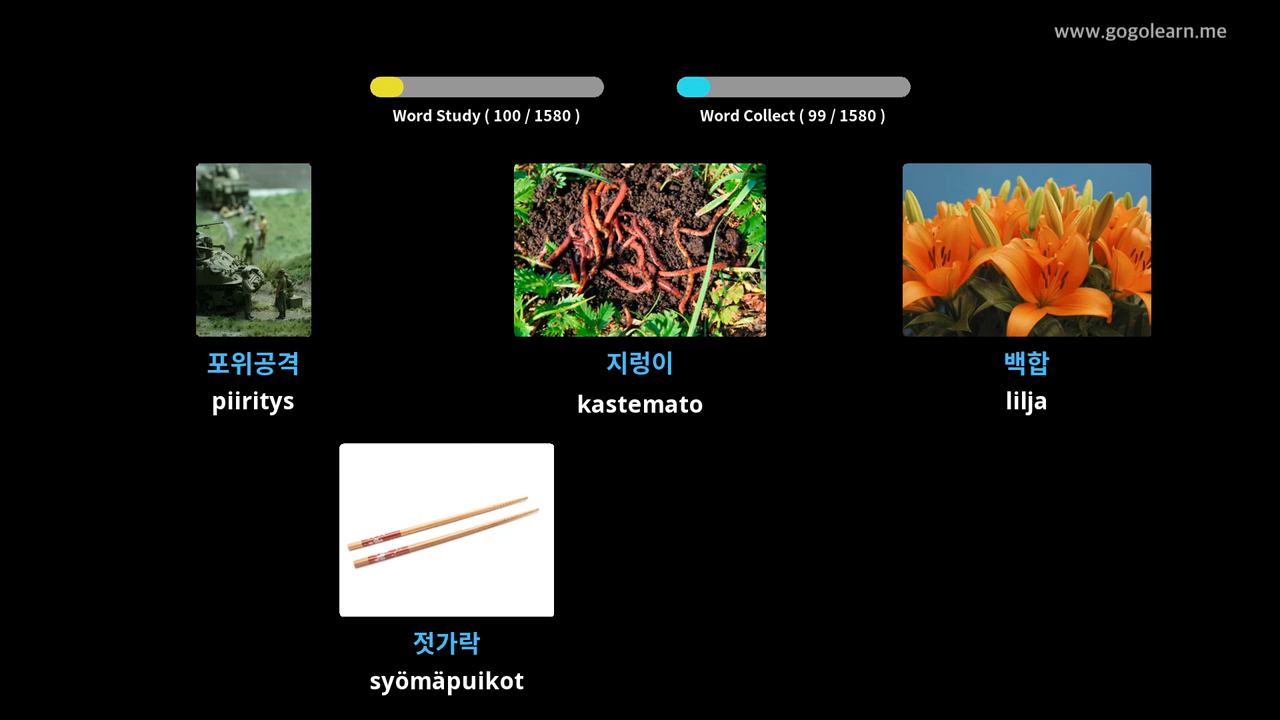 www.gogolearn.me
Word Study ( 100 / 1580 )
Word Collect ( 99 / 1580 )
포위공격
piiritys
지렁이
kastemato
백합
lilja
젓가락
syömäpuikot